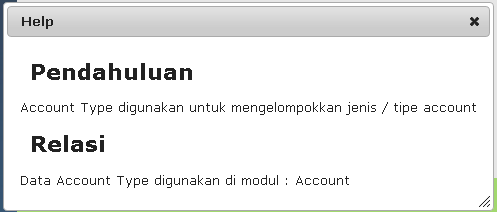 Help
Pendahuluan
Account Type digunakan untuk mengelompokkan jenis / tipe account
Relasi
Data Account Type digunakan di modul : Account